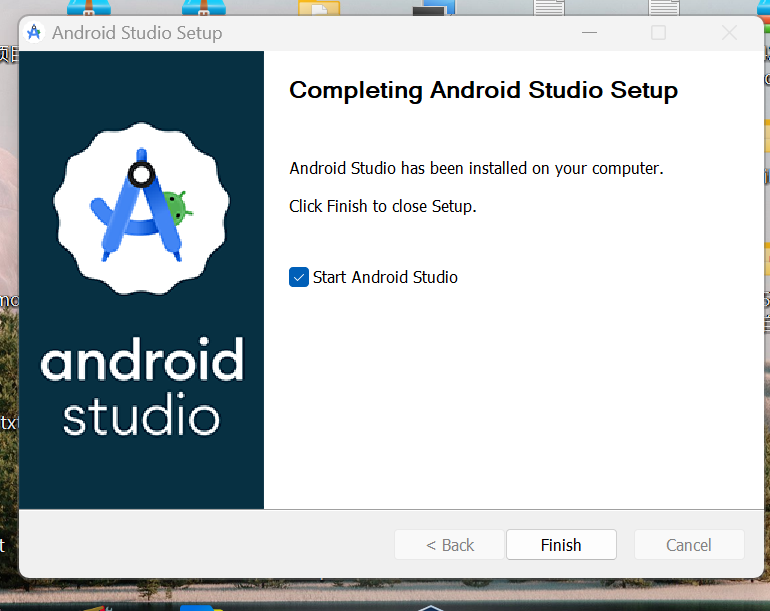 Android Studio Setup
Completing Android Studio Setup
Android Studio has been installed on your computer.
Click Finish to close Setup.
Start Android Studio
android
studio
< Back
Finish
Cancel
txt